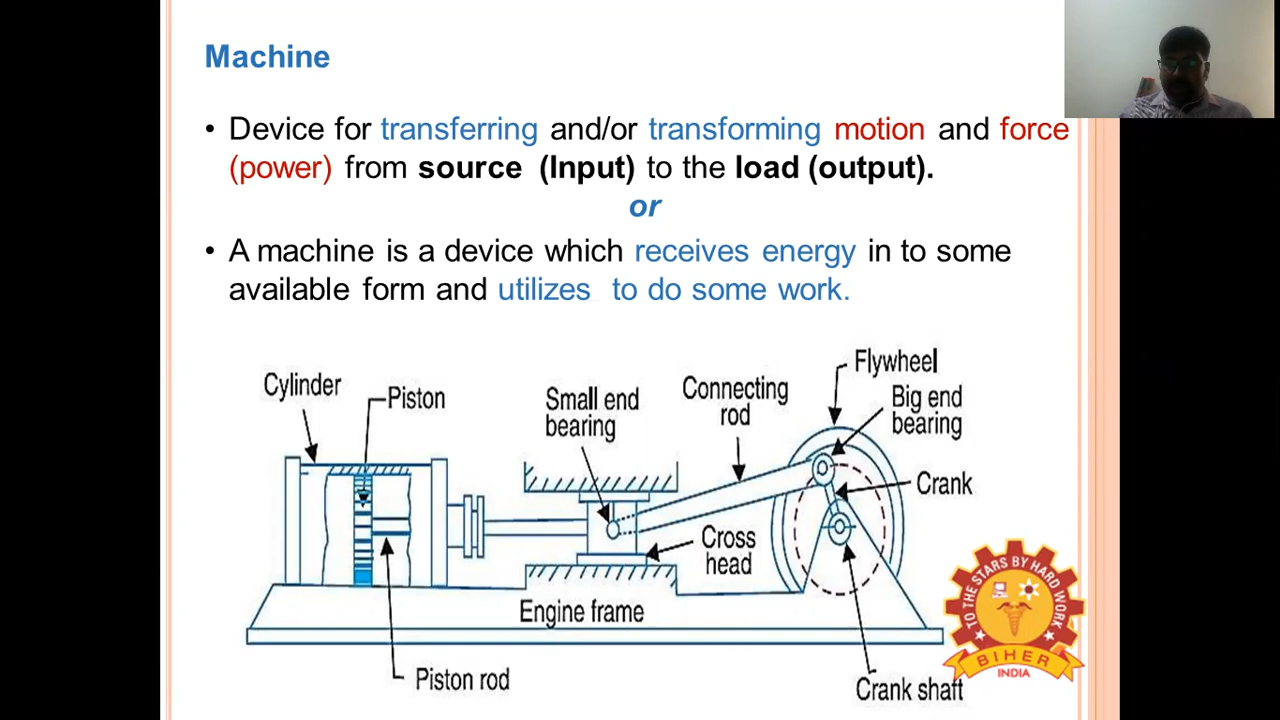 Machine
• Device for transferring and/or transforming motion and force
(power) from source (Input) to the load (output).
or
• A machine is a device which receives energy in to some
available form and utilizes to do some work.
Flywheel
Cylinder
Piston
Small end
bearing
Connecting
rod
Big end
bearing
Crank
Cross
head
Engine frame
Piston rod
Crank shaft
TO THE STARS BY HARD WORK
BIHER
INDIA